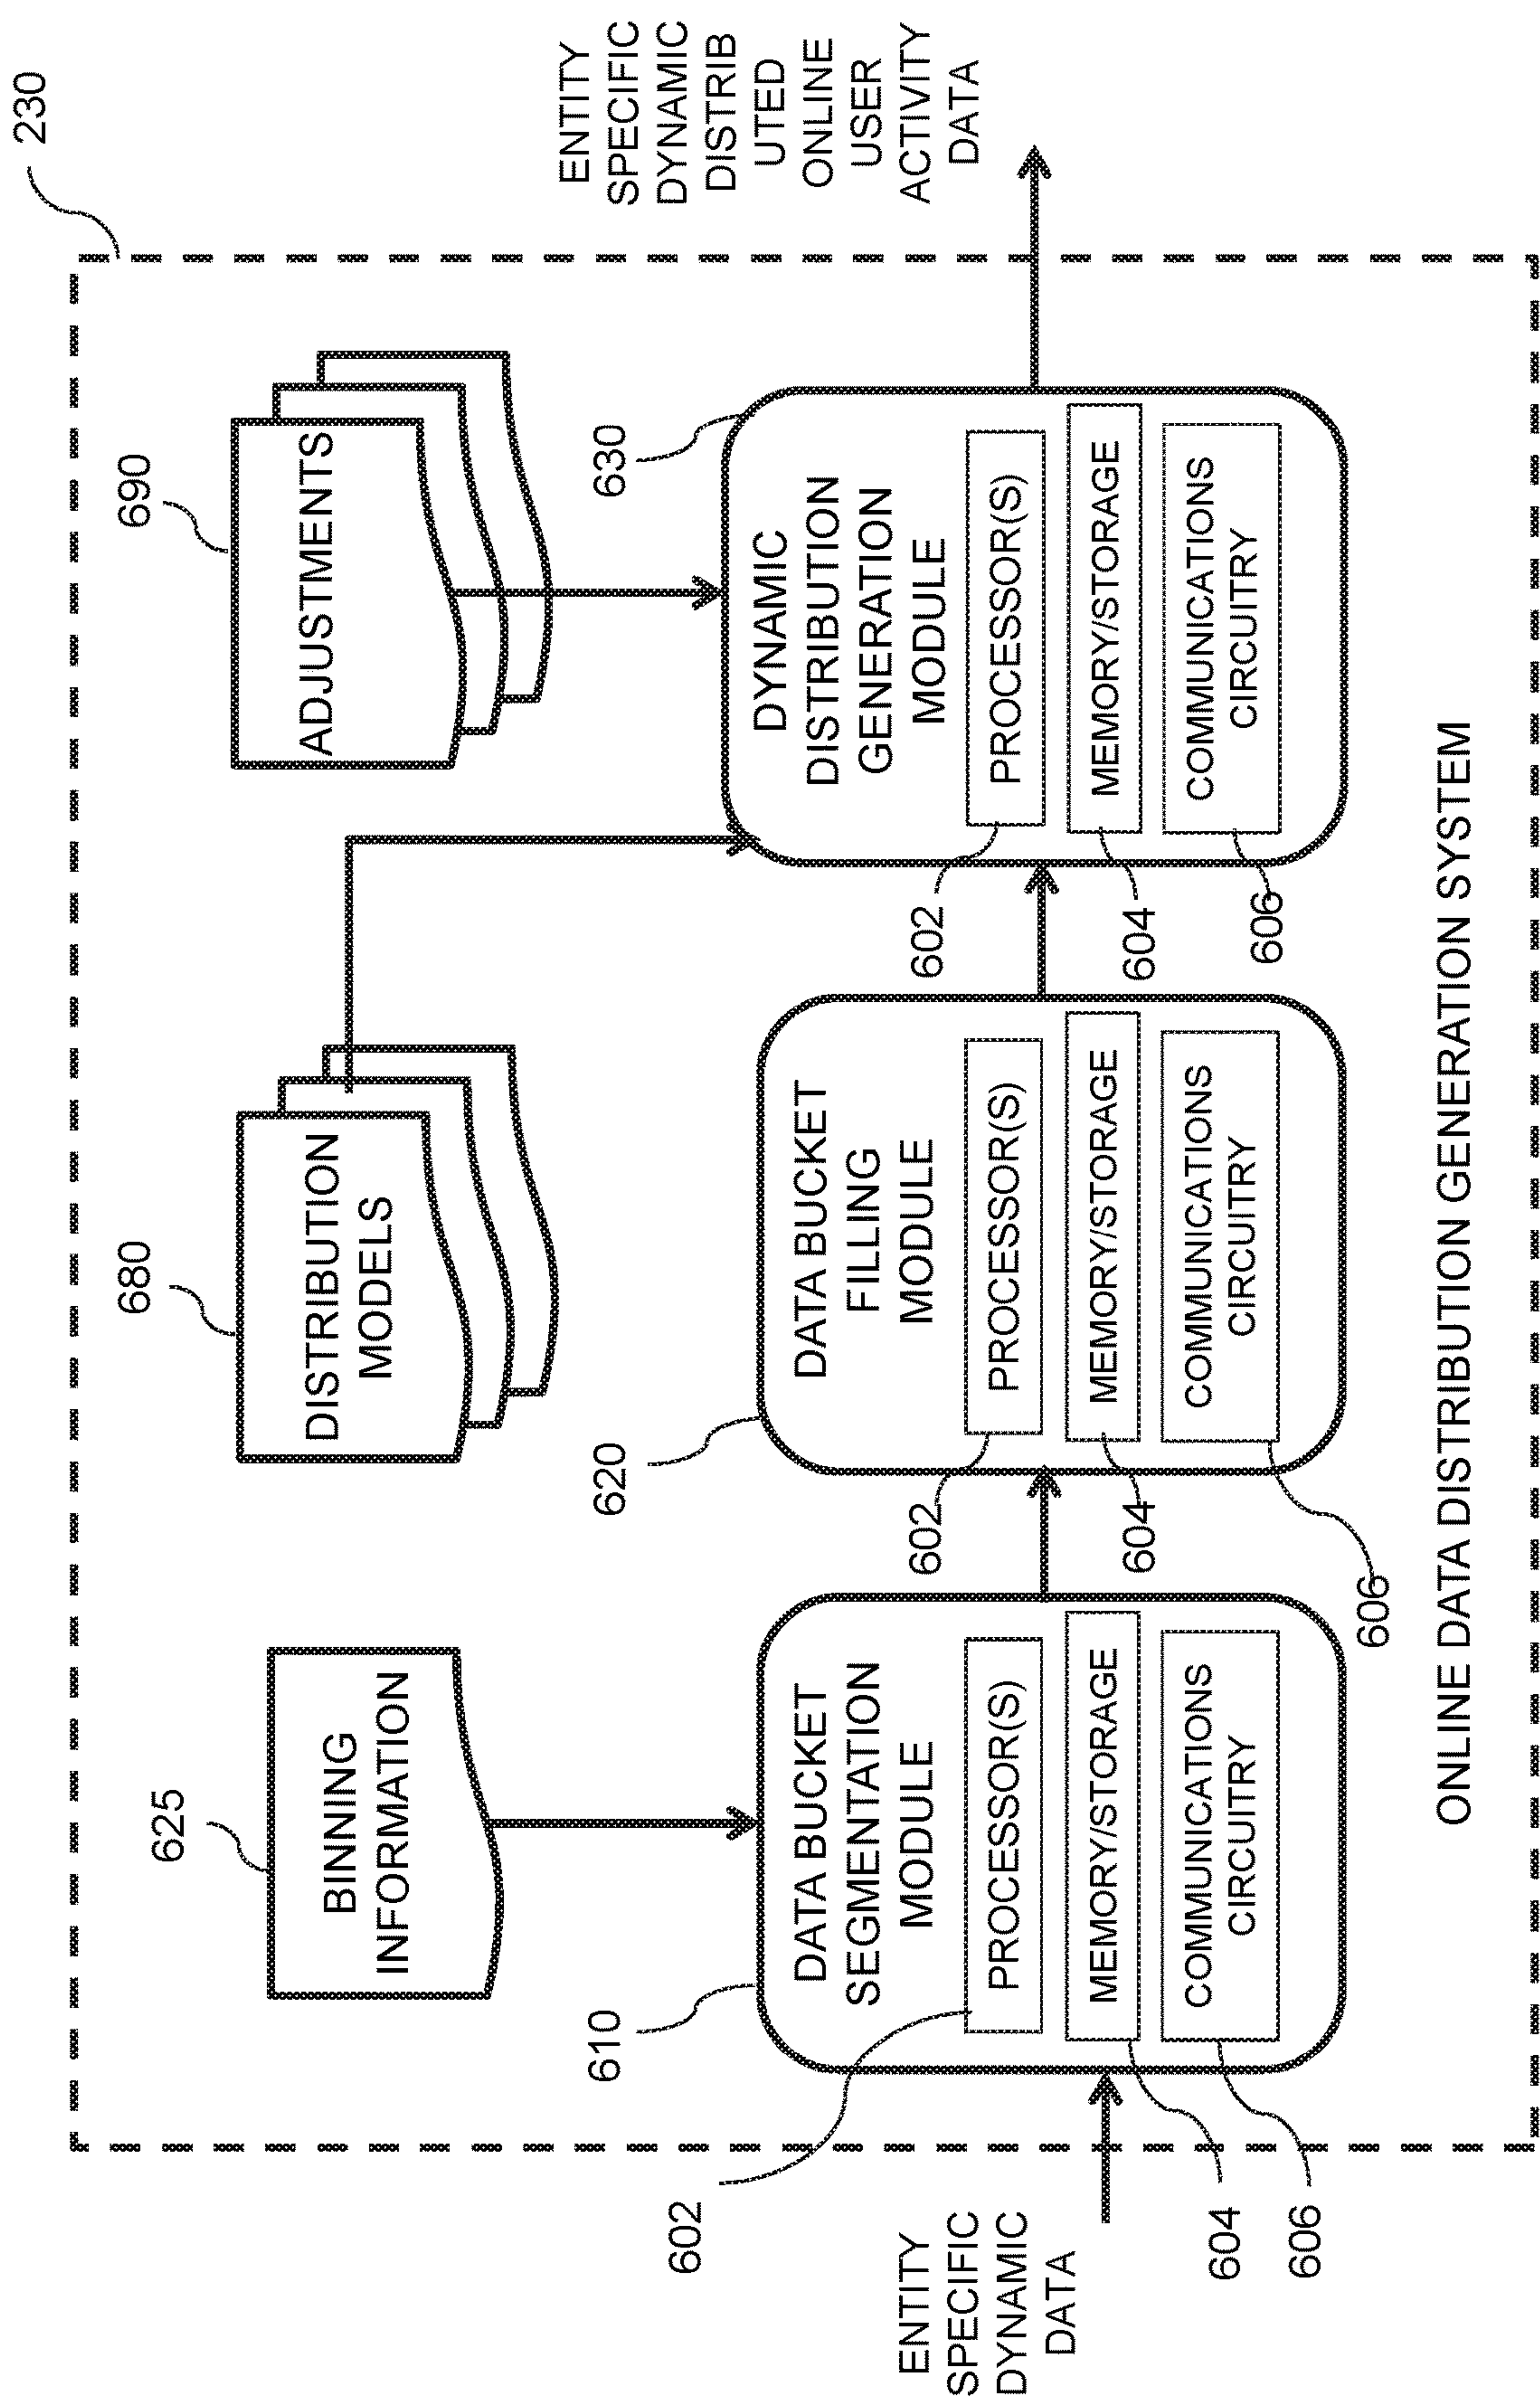 230
690
680
625
ADJUSTMENTS
DISTRIBUTION
MODELS
BINNING
INFORMATION
ENTITY
SPECIFIC
DYNAMIC
DISTRIB
UTED
ONLINE
USER
ACTIVITY
DATA
610
DATA BUCKET
SEGMENTATION
MODULE
PROCESSOR(S)
MEMORY/STORAGE
COMMUNICATIONS
CIRCUITRY
602
604
606
620
DATA BUCKET
FILLING
MODULE
PROCESSOR(S)
MEMORY/STORAGE
COMMUNICATIONS
CIRCUITRY
602
604
606
630
DYNAMIC
DISTRIBUTION
GENERATION
MODULE
PROCESSOR(S)
MEMORY/STORAGE
COMMUNICATIONS
CIRCUITRY
602
604
606
ENTITY
SPECIFIC
DYNAMIC
DATA
ONLINE DATA DISTRIBUTION GENERATION SYSTEM